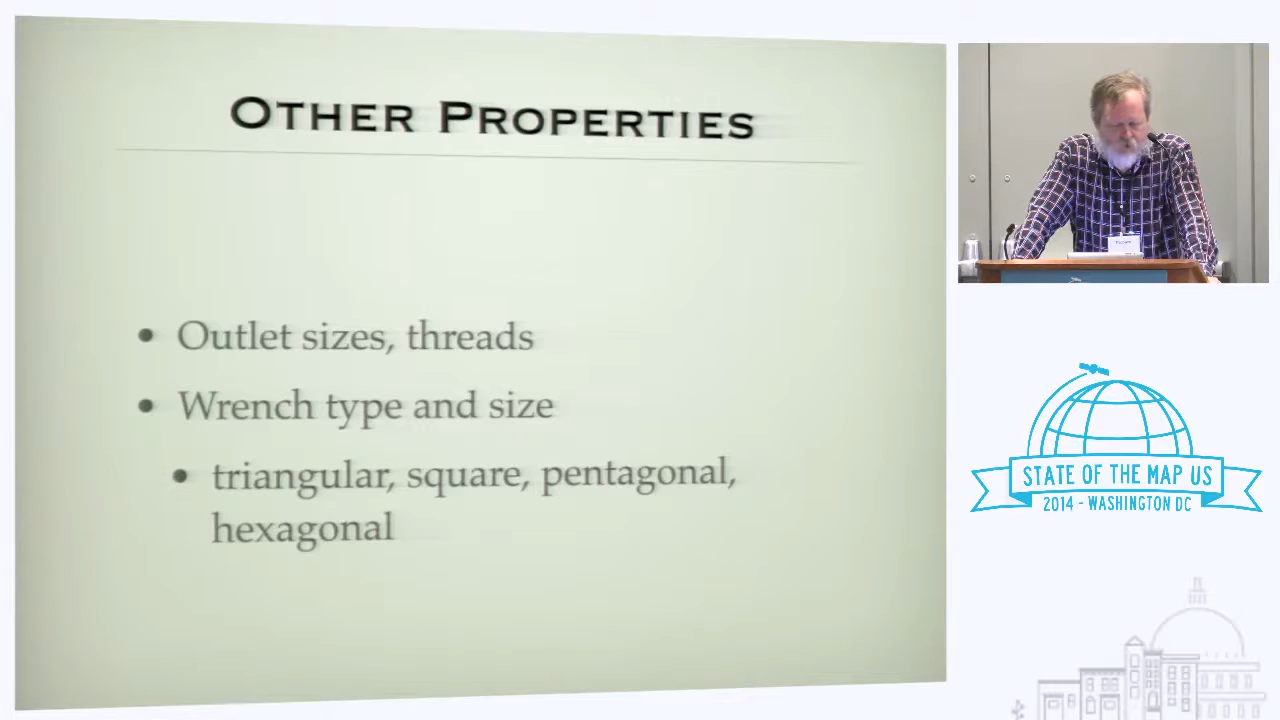 OTHER PROPERTIES
• Outlet sizes, threads
• Wrench type and size
• triangular, square, pentagonal,
hexagonal
STATE OF THE MAP US
2014 - WASHINGTON DC